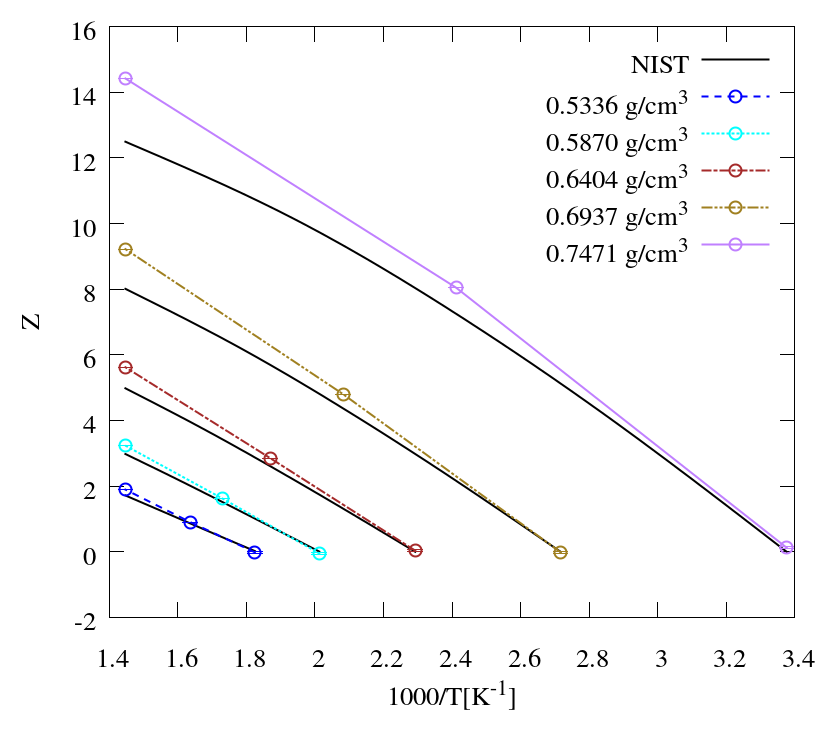 16
14
12
10
8
6
4
2
0
-2
Z
NIST
0.5336 g/cm³
0.5870 g/cm³
0.6404 g/cm³
0.6937 g/cm³
0.7471 g/cm³
1.4 1.6 1.8 2 2.2 2.4 2.6 2.8 3 3.2 3.4
1000/T[K⁻¹]